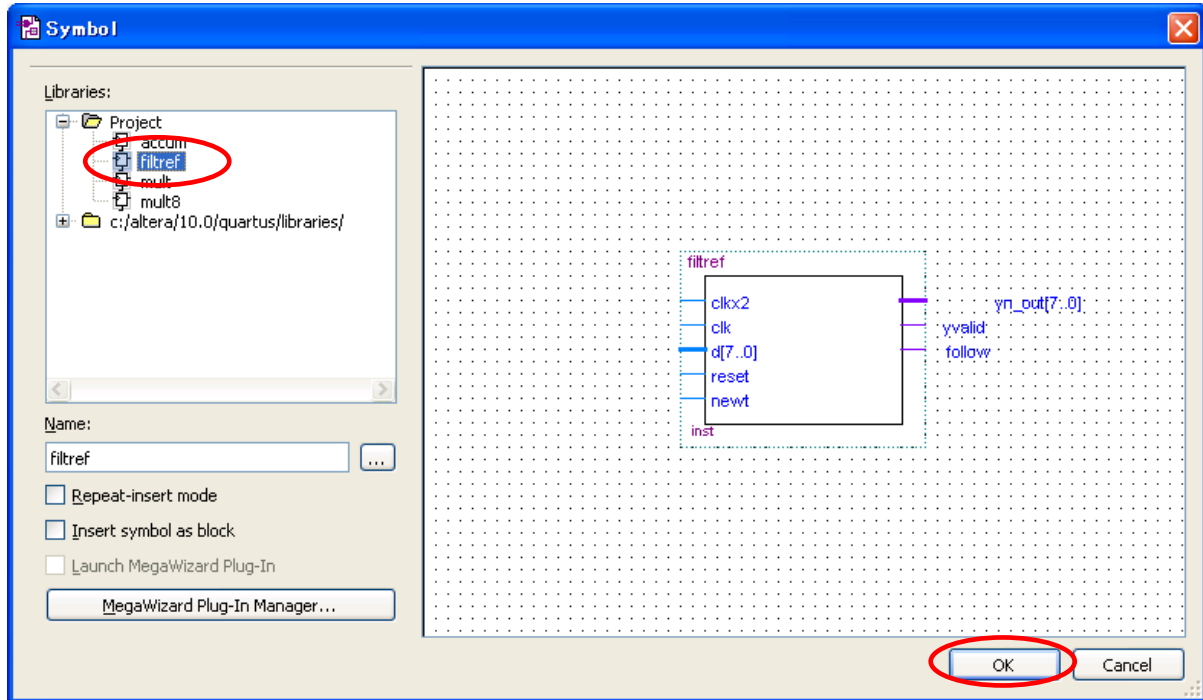 Symbol
Libraries:
Project
accum
filtref
mult
mult8
c:/altera/10.0/quartus/libraries/
Name:
filtref
...
Repeat-insert mode
Insert symbol as block
Launch MegaWizard Plug-In
MegaWizard Plug-In Manager...
filtref
clkx2 yn_out[7..0]
clk yvalid
d[7..0] follow
reset
newt
inst
OK Cancel